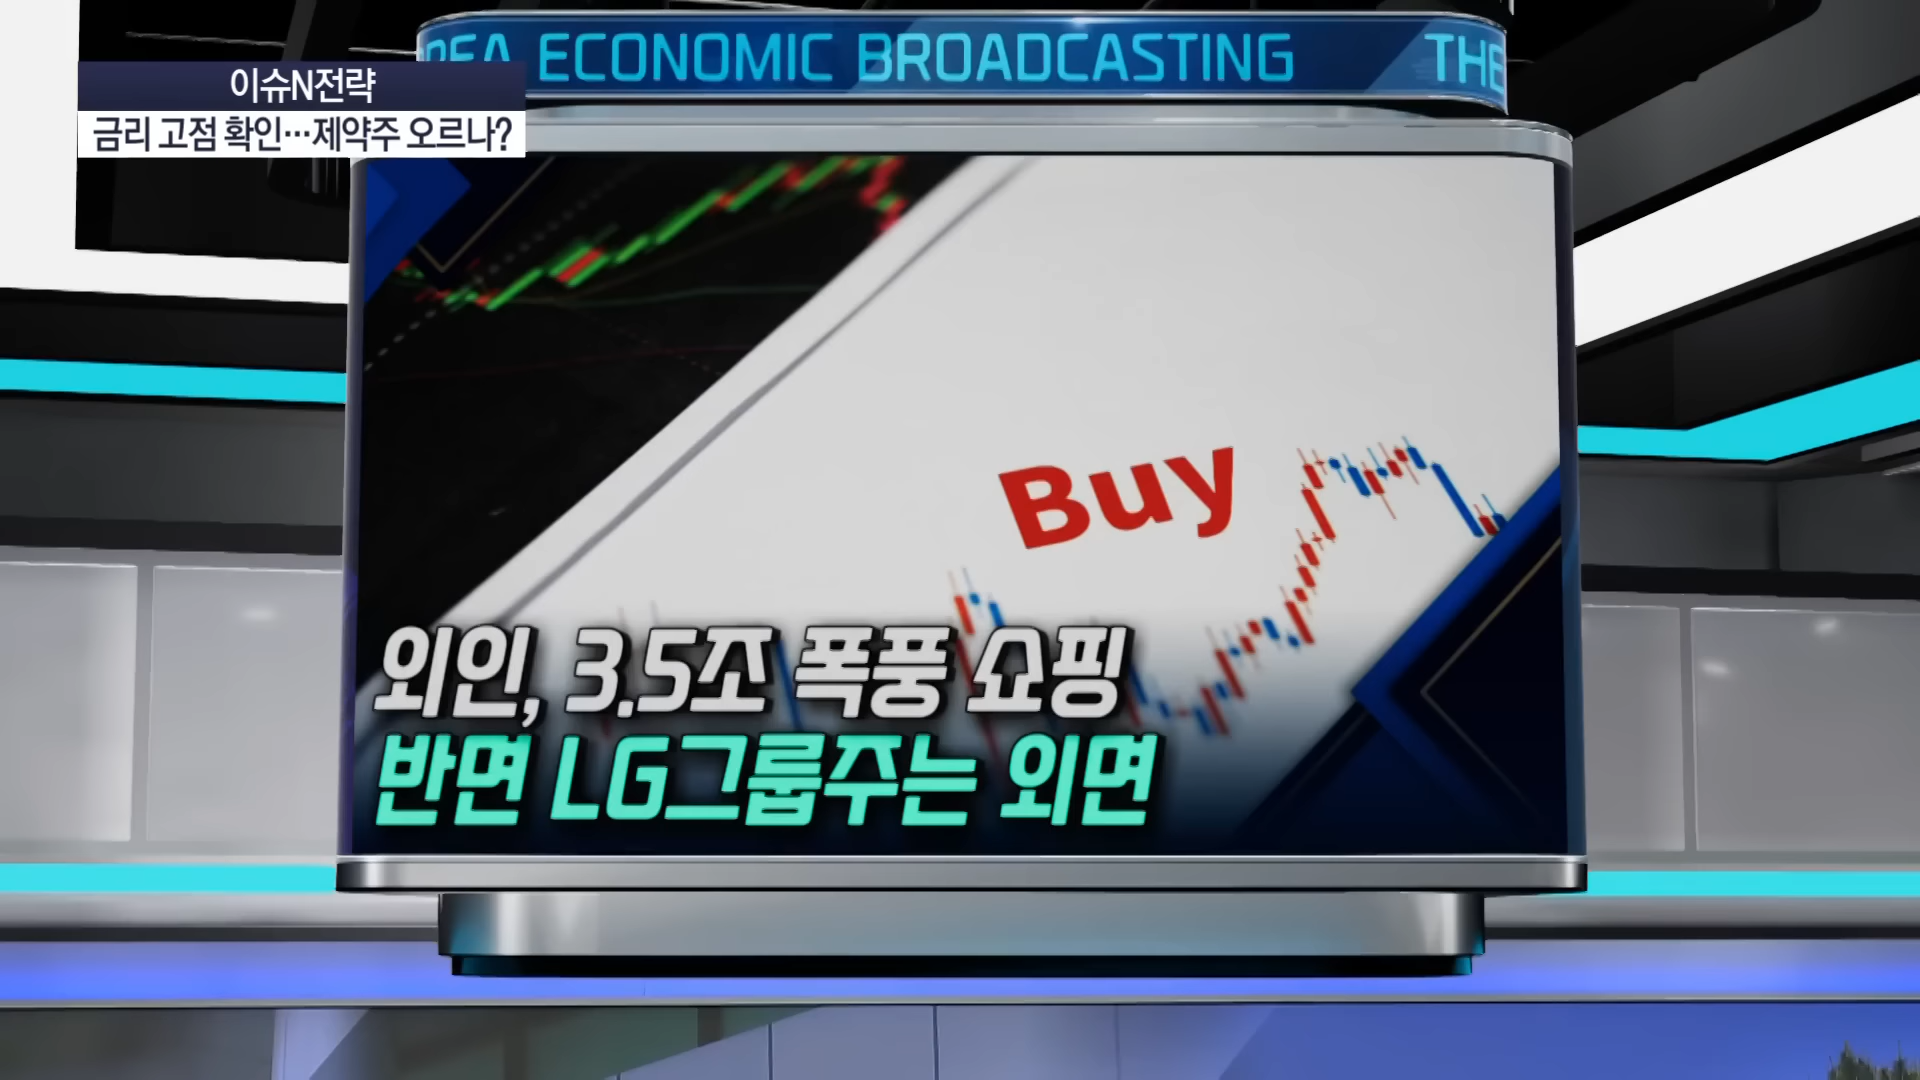 ECONOMIC BROADCASTING
이슈N전략
금리 고점 확인…제약주 오르나?
Buy
외인, 3.5조 폭풍 쇼핑
반면 LG그룹주는 외면